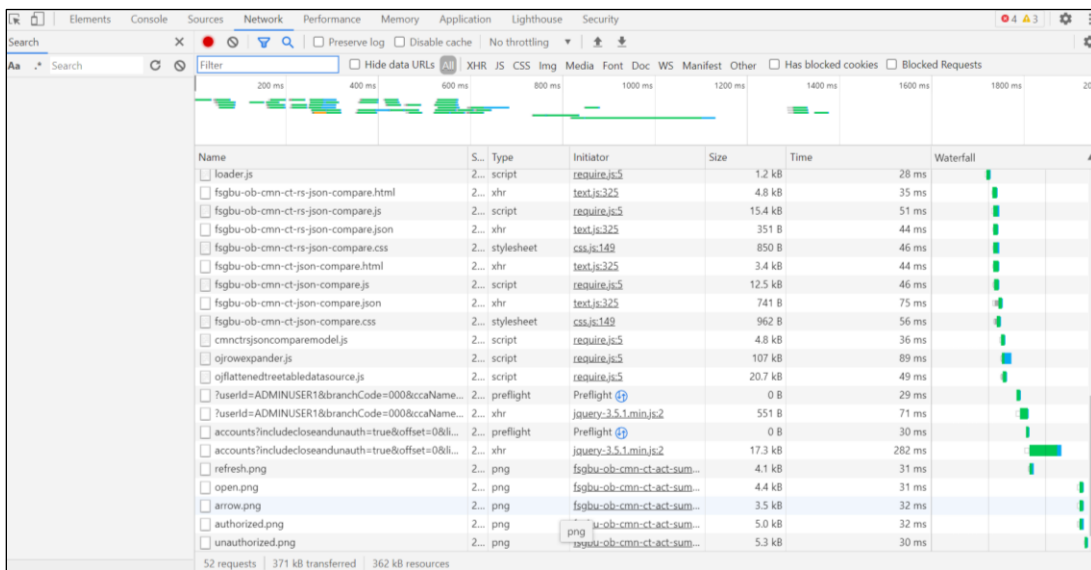 Elements Console Sources Network Performance Memory Application Lighthouse Security 4 3
Search × Preserve log Disable cache No throttling
Aa .* Search Filter Hide data URLs All XHR JS CSS Img Media Font Doc WS Manifest Other Has blocked cookies Blocked Requests
200 ms 400 ms 600 ms 800 ms 1000 ms 1200 ms 1400 ms 1600 ms 1800 ms 20
Name S... Type Initiator Size Time Waterfall
loader.js 2... script require.js:5 1.2 kB 28 ms
fsgbu-ob-cmn-ct-rs-json-compare.html 2... xhr text.js:325 4.8 kB 35 ms
fsgbu-ob-cmn-ct-rs-json-compare.js 2... script require.js:5 15.4 kB 51 ms
fsgbu-ob-cmn-ct-rs-json-compare.json 2... xhr text.js:325 351 B 44 ms
fsgbu-ob-cmn-ct-rs-json-compare.css 2... stylesheet css.js:149 850 B 46 ms
fsgbu-ob-cmn-ct-json-compare.html 2... xhr text.js:325 3.4 kB 44 ms
fsgbu-ob-cmn-ct-json-compare.js 2... script require.js:5 12.5 kB 46 ms
fsgbu-ob-cmn-ct-json-compare.json 2... xhr text.js:325 741 B 75 ms
fsgbu-ob-cmn-ct-json-compare.css 2... stylesheet css.js:149 962 B 56 ms
cmnctrsjsoncomparemodel.js 2... script require.js:5 4.8 kB 36 ms
ojrowexpander.js 2... script require.js:5 107 kB 89 ms
ojflattenedtreetabledatasource.js 2... script require.js:5 20.7 kB 49 ms
?userId=ADMINUSER1&branchCode=000&ccaName... 2... preflight Preflight 0 B 29 ms
?userId=ADMINUSER1&branchCode=000&ccaName... 2... xhr jquery-3.5.1.min.js:2 551 B 71 ms
accounts?includecloseandunauth=true&offset=0&li... 2... preflight Preflight 0 B 30 ms
accounts?includecloseandunauth=true&offset=0&li... 2... xhr jquery-3.5.1.min.js:2 17.3 kB 282 ms
refresh.png 2... png fsgbu-ob-cmn-ct-act-sum... 4.1 kB 31 ms
open.png 2... png fsgbu-ob-cmn-ct-act-sum... 4.4 kB 31 ms
arrow.png 2... png fsgbu-ob-cmn-ct-act-sum... 3.5 kB 32 ms
authorized.png 2... png u-ob-cmn-ct-act-sum... 5.0 kB 32 ms
png
unauthorized.png 2... png fsgbu-ob-cmn-ct-act-sum... 5.3 kB 30 ms
52 requests 371 kB transferred 362 kB resources